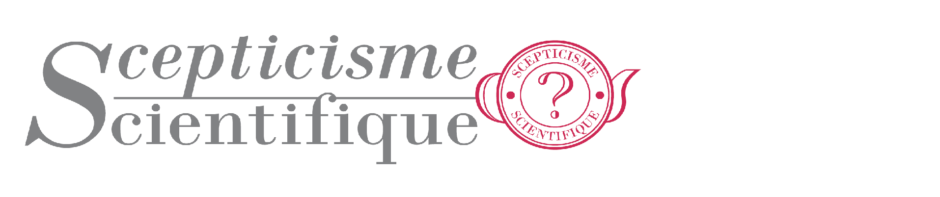 Scepticisme
Scientifique
SCEPTICISME
?
SCIENTIFIQUE